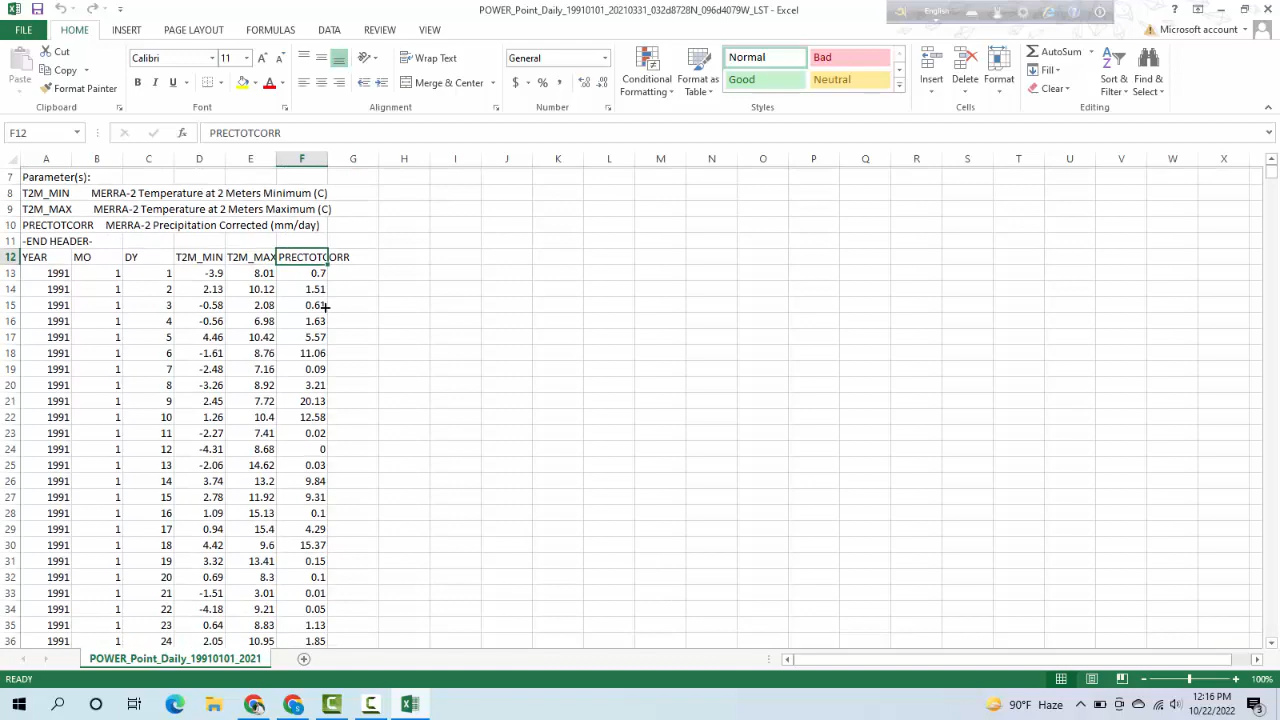 POWER_Point_Daily_19910101_20210331_032d8728N_096d4079W_LST - Excel
English
FILE HOME INSERT PAGE LAYOUT FORMULAS DATA REVIEW VIEW Microsoft account
Paste
Cut
Copy
Format Painter
Calibri 11
B I U
Wrap Text
Merge & Center
General
Conditional Formatting
Format as Table
Normal Bad
Good Neutral
Insert Delete Format
AutoSum
Fill
Clear
Sort & Filter
Find & Select
Clipboard Font Alignment Number Styles Cells Editing
F12 PRECTOTCORR
A B C D E F G H I J K L M N O P Q R S T U V W X
7 Parameter(s):
8 T2M_MIN MERRA-2 Temperature at 2 Meters Minimum (C)
9 T2M_MAX MERRA-2 Temperature at 2 Meters Maximum (C)
10 PRECTOTCORR MERRA-2 Precipitation Corrected (mm/day)
11 -END HEADER-
12 YEAR MO DY T2M_MIN T2M_MAX PRECTOTCORR
13 1991 1 1 -3.9 8.01 0.7
14 1991 1 2 2.13 10.12 1.51
15 1991 1 3 -0.58 2.08 0.61
16 1991 1 4 -0.56 6.98 1.63
17 1991 1 5 4.46 10.42 5.57
18 1991 1 6 -1.61 8.76 11.06
19 1991 1 7 -2.48 7.16 0.09
20 1991 1 8 -3.26 8.92 3.21
21 1991 1 9 2.45 7.72 20.13
22 1991 1 10 1.26 10.4 12.58
23 1991 1 11 -2.27 7.41 0.02
24 1991 1 12 -4.31 8.68 0
25 1991 1 13 -2.06 14.62 0.03
26 1991 1 14 3.74 13.2 9.84
27 1991 1 15 2.78 11.92 9.31
28 1991 1 16 1.09 15.13 0.1
29 1991 1 17 0.94 15.4 4.29
30 1991 1 18 4.42 9.6 15.37
31 1991 1 19 3.32 13.41 0.15
32 1991 1 20 0.69 8.3 0.1
33 1991 1 21 -1.51 3.01 0.01
34 1991 1 22 -4.18 9.21 0.05
35 1991 1 23 0.64 8.83 1.13
36 1991 1 24 2.05 10.95 1.85
POWER_Point_Daily_19910101_2021
READY 100%
90°F Haze 12:16 PM
10/22/2022